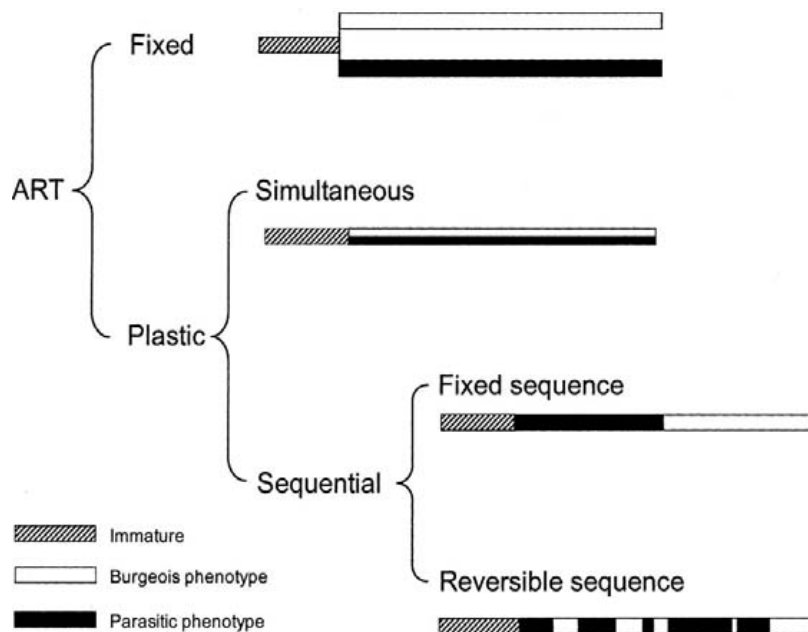 Fixed
ART
Simultaneous
Plastic
Fixed sequence
Sequential
Immature
Burgeois phenotype
Reversible sequence
Parasitic phenotype